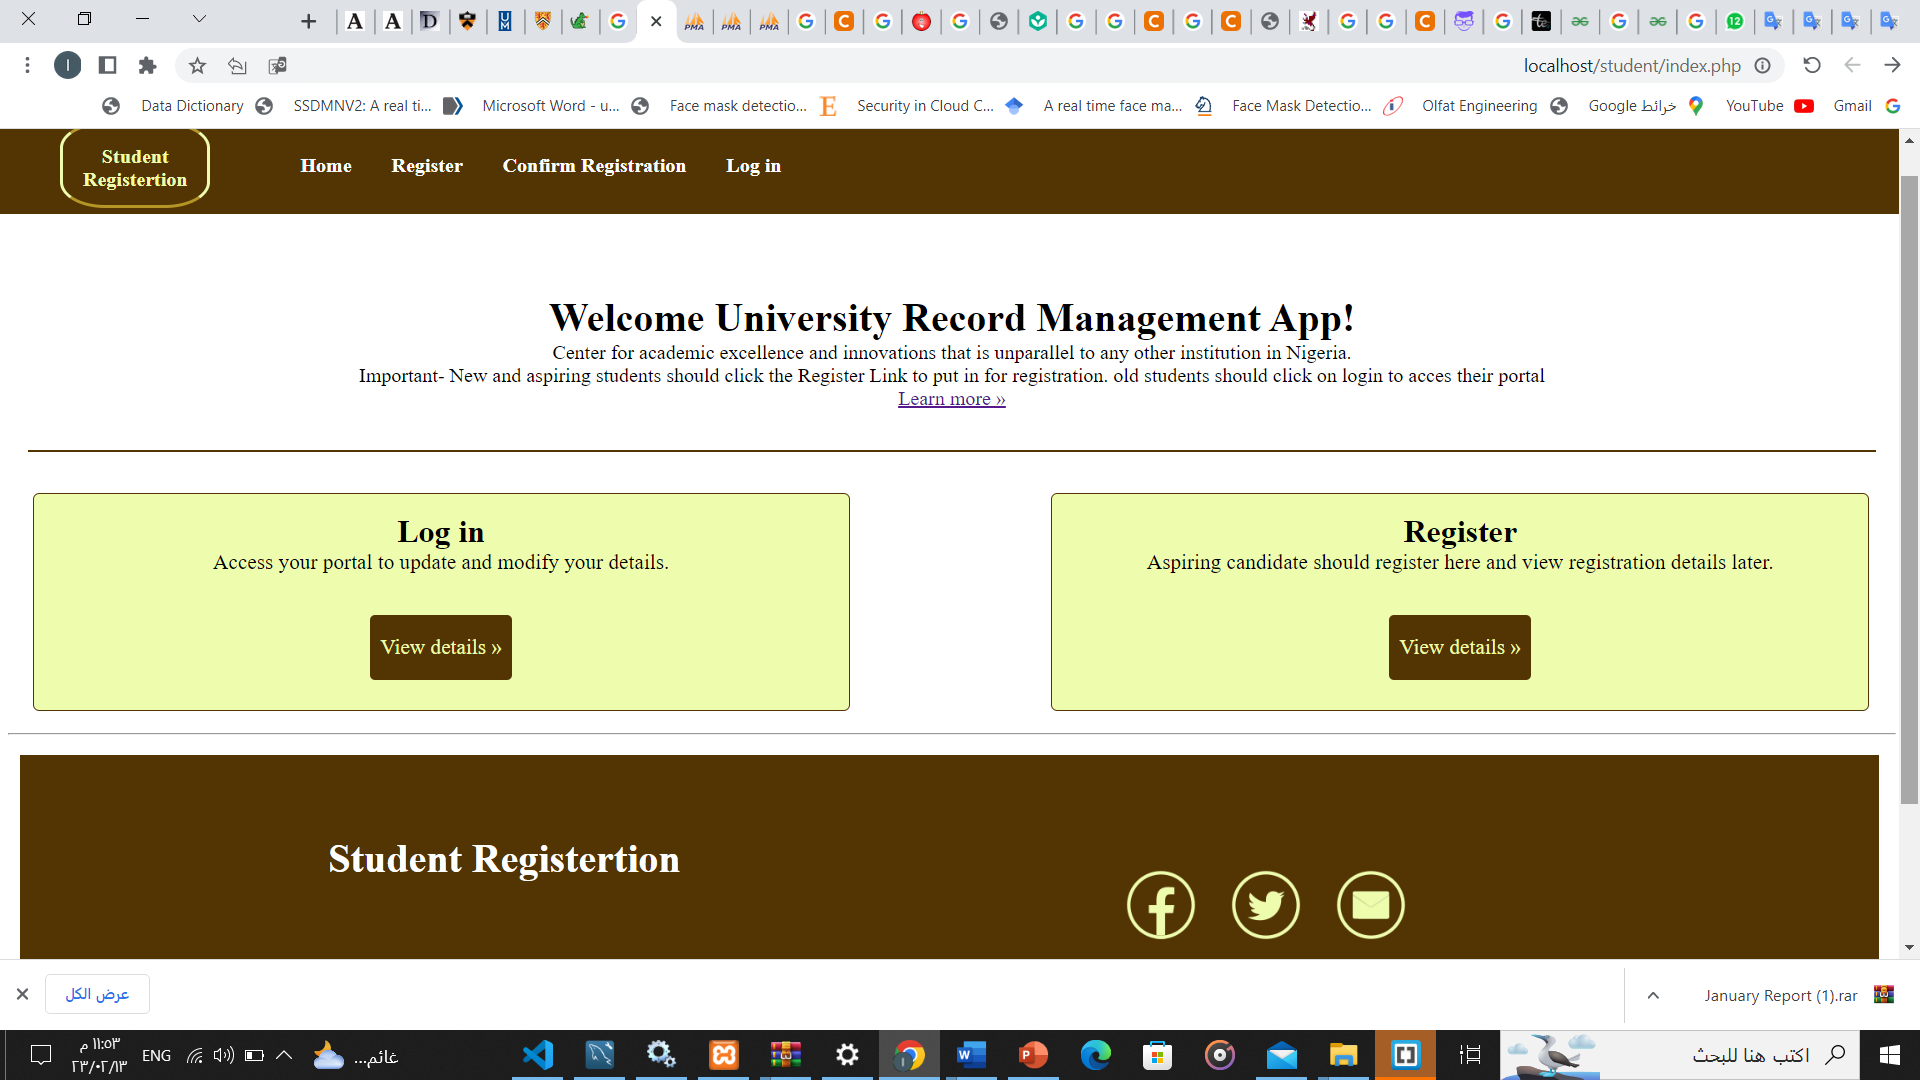 localhost/student/index.php
Data Dictionary
SSDMNV2: A real ti...
Microsoft Word - u...
Face mask detectio...
Security in Cloud C...
A real time face ma...
Face Mask Detectio...
Olfat Engineering
خرائط Google
YouTube
Gmail
Student
Registertion
Home
Register
Confirm Registration
Log in
Welcome University Record Management App!
Center for academic excellence and innovations that is unparallel to any other institution in Nigeria.
Important- New and aspiring students should click the Register Link to put in for registration. old students should click on login to acces their portal
Learn more »
Log in
Access your portal to update and modify your details.
View details »
Register
Aspiring candidate should register here and view registration details later.
View details »
Student Registertion
عرض الكل
January Report (1).rar
١١:٥٣ م
٢٣/٠٢/١٣
ENG
غائم...
اكتب هنا للبحث